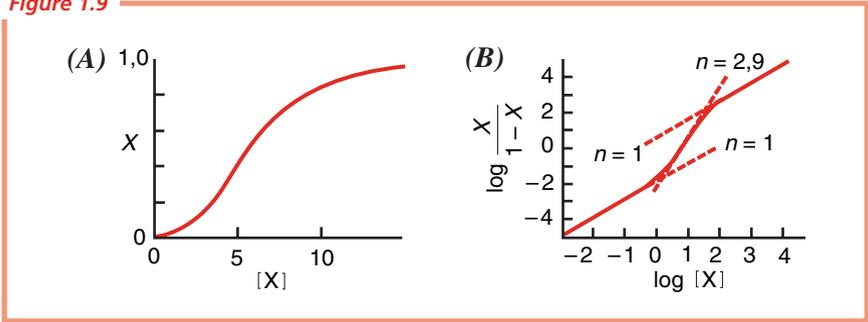 Figure 1.9
(A)
1,0
X
0
0 5 10
[X]
(B)
n = 2,9
4
2
0
−2
−4
log X / 1 − X
n = 1
n = 1
−2 −1 0 1 2 3 4
log [X]